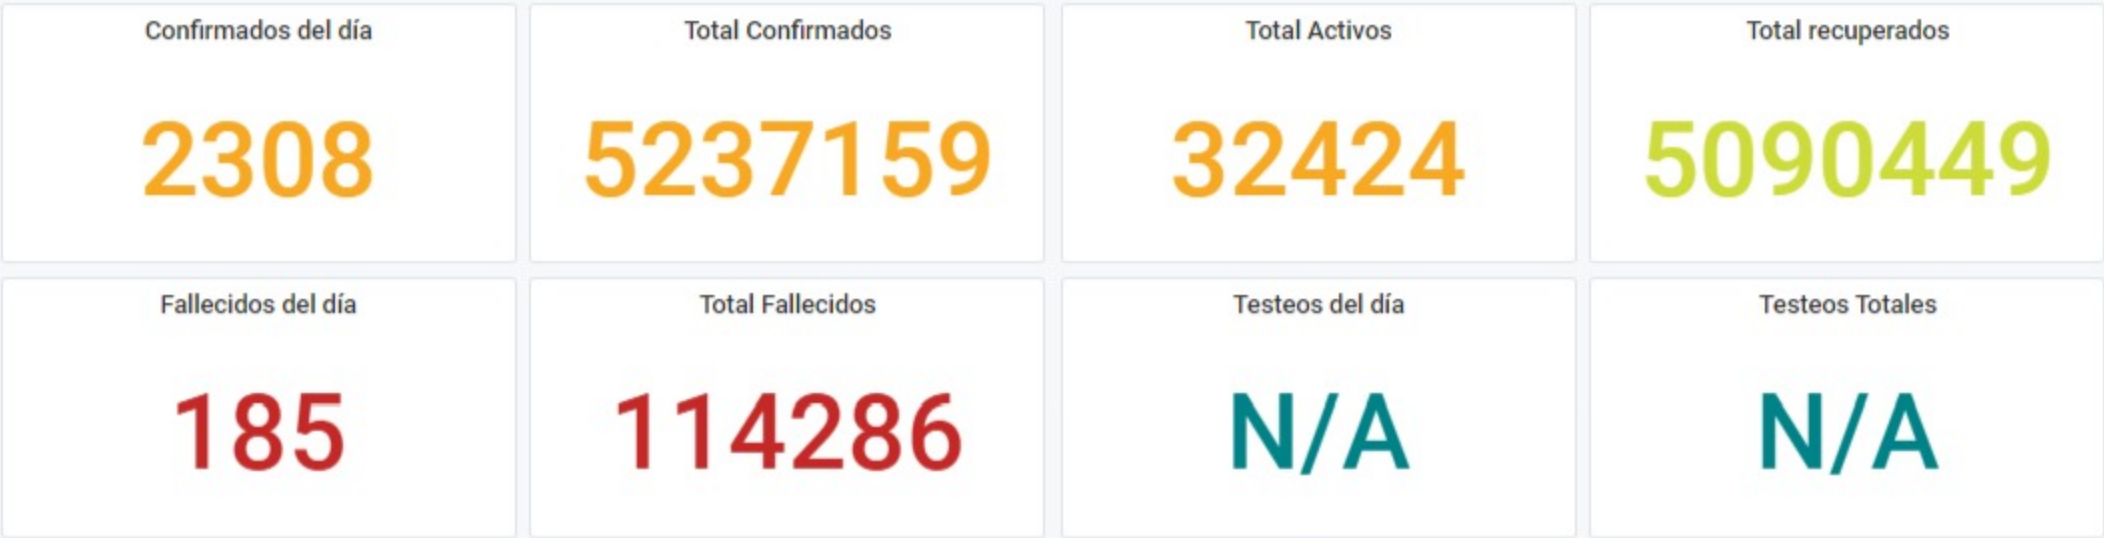 Confirmados del día
2308
Total Confirmados
5237159
Total Activos
32424
Total recuperados
5090449
Fallecidos del día
185
Total Fallecidos
114286
Testeos del día
N/A
Testeos Totales
N/A